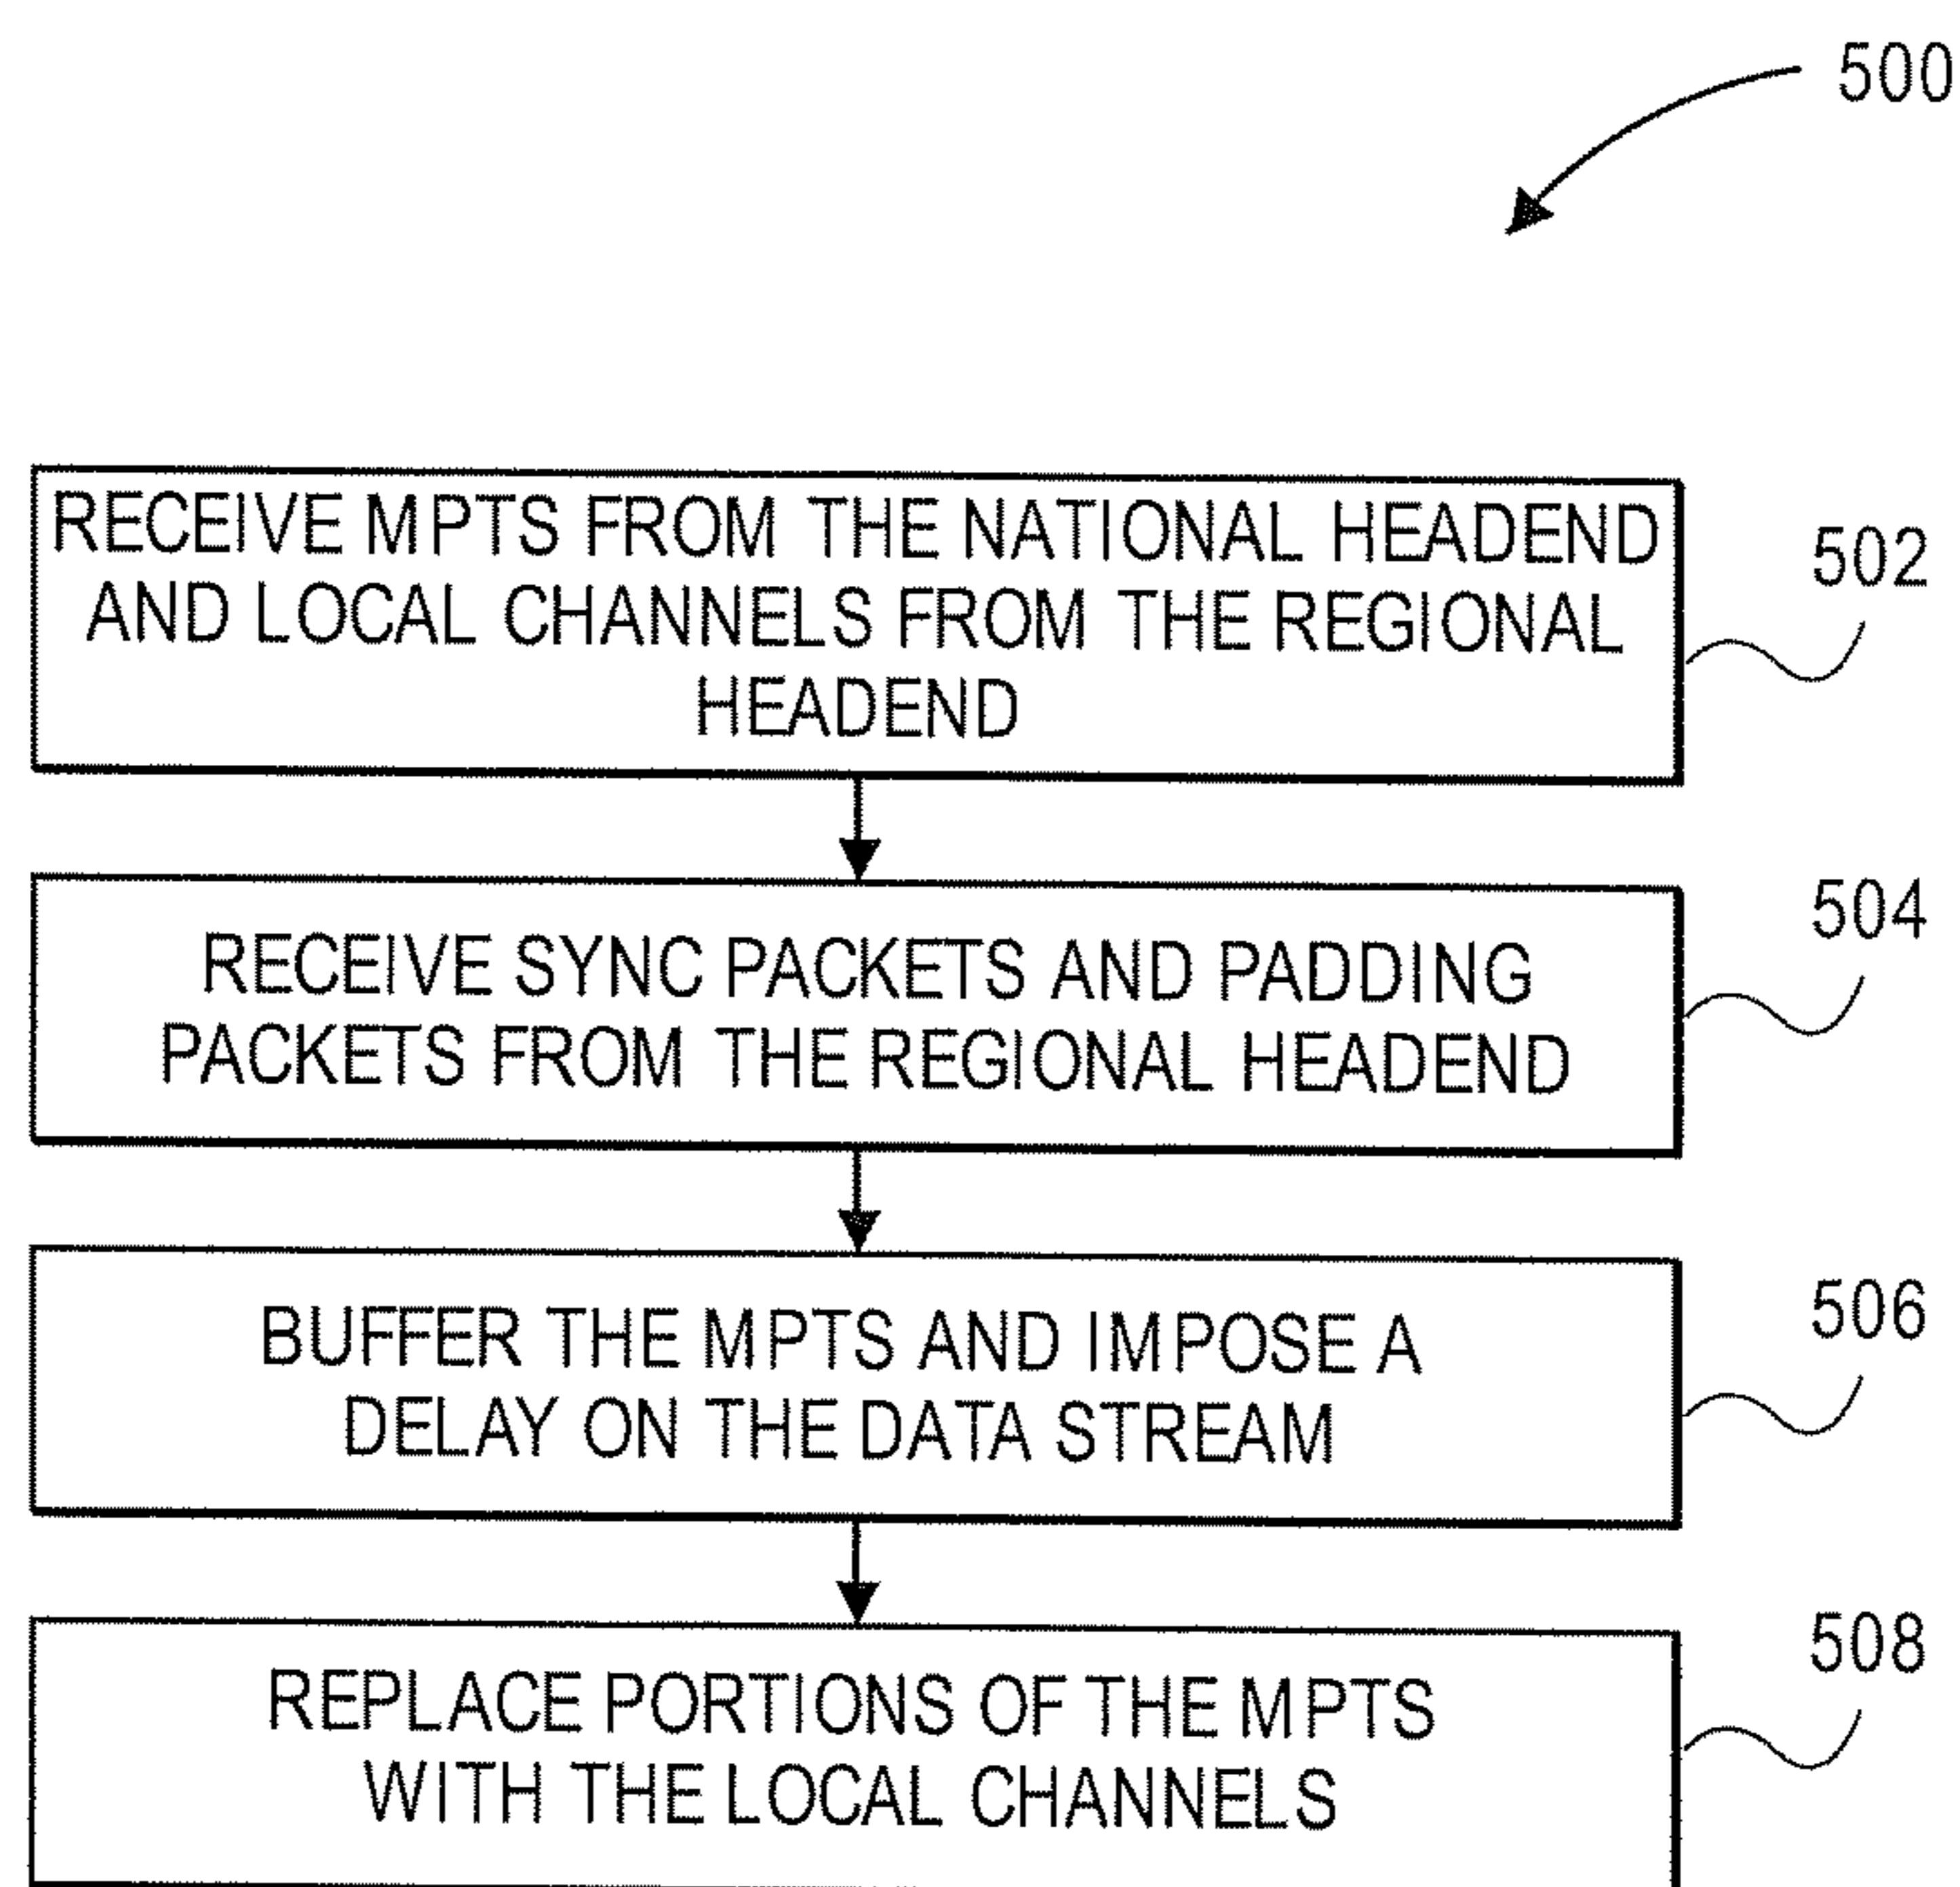 500
RECEIVE MPTS FROM THE NATIONAL HEADEND
AND LOCAL CHANNELS FROM THE REGIONAL
HEADEND
502
RECEIVE SYNC PACKETS AND PADDING
PACKETS FROM THE REGIONAL HEADEND
504
BUFFER THE MPTS AND IMPOSE A
DELAY ON THE DATA STREAM
506
REPLACE PORTIONS OF THE MPTS
WITH THE LOCAL CHANNELS
508